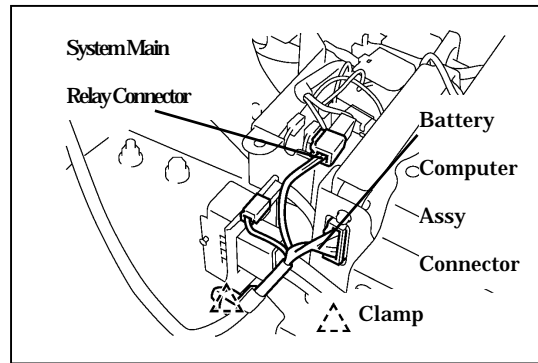 System Main
Relay Connector
Battery
Computer
Assy
Connector
Clamp